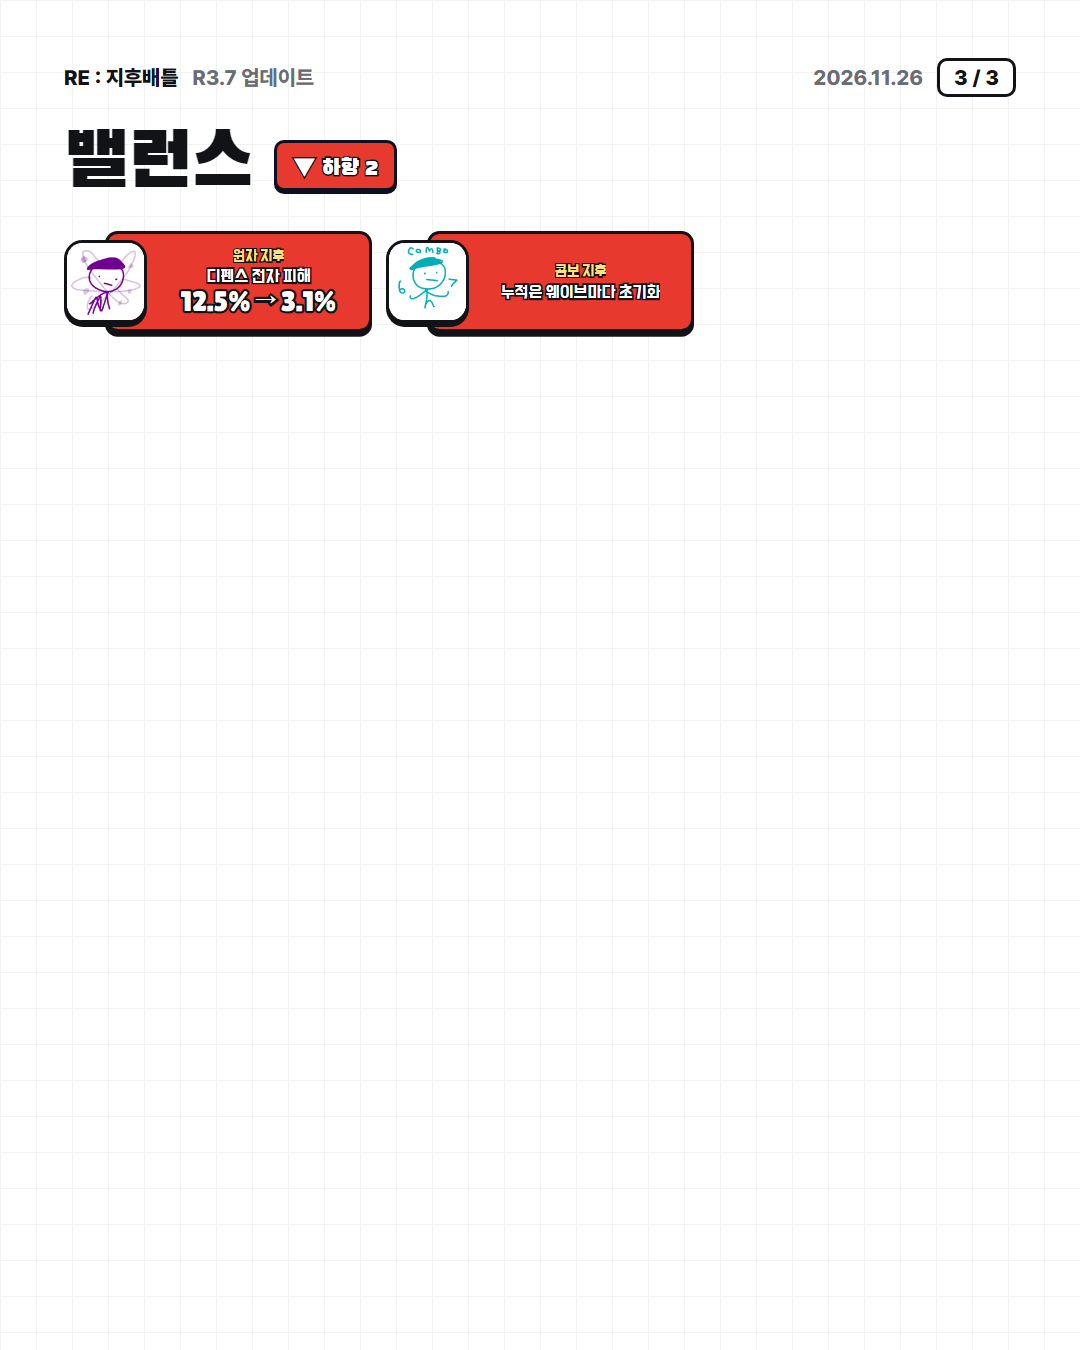 RE : 지후배틀 R3.7 업데이트
2026.11.26 3 / 3
밸런스 ▼ 하향 2
원자 지후
디펜스 전자 피해
12.5% → 3.1%
COMBO
6 7
콤보 지후
누적은 웨이브마다 초기화